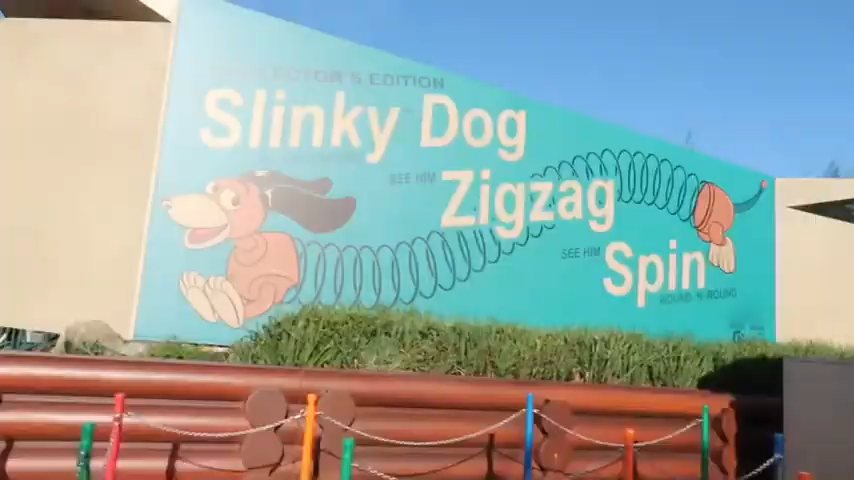 COLLECTOR'S EDITION
Slinky Dog
SEE HIM
Zigzag
SEE HIM
Spin
ROUND 'N' ROUND